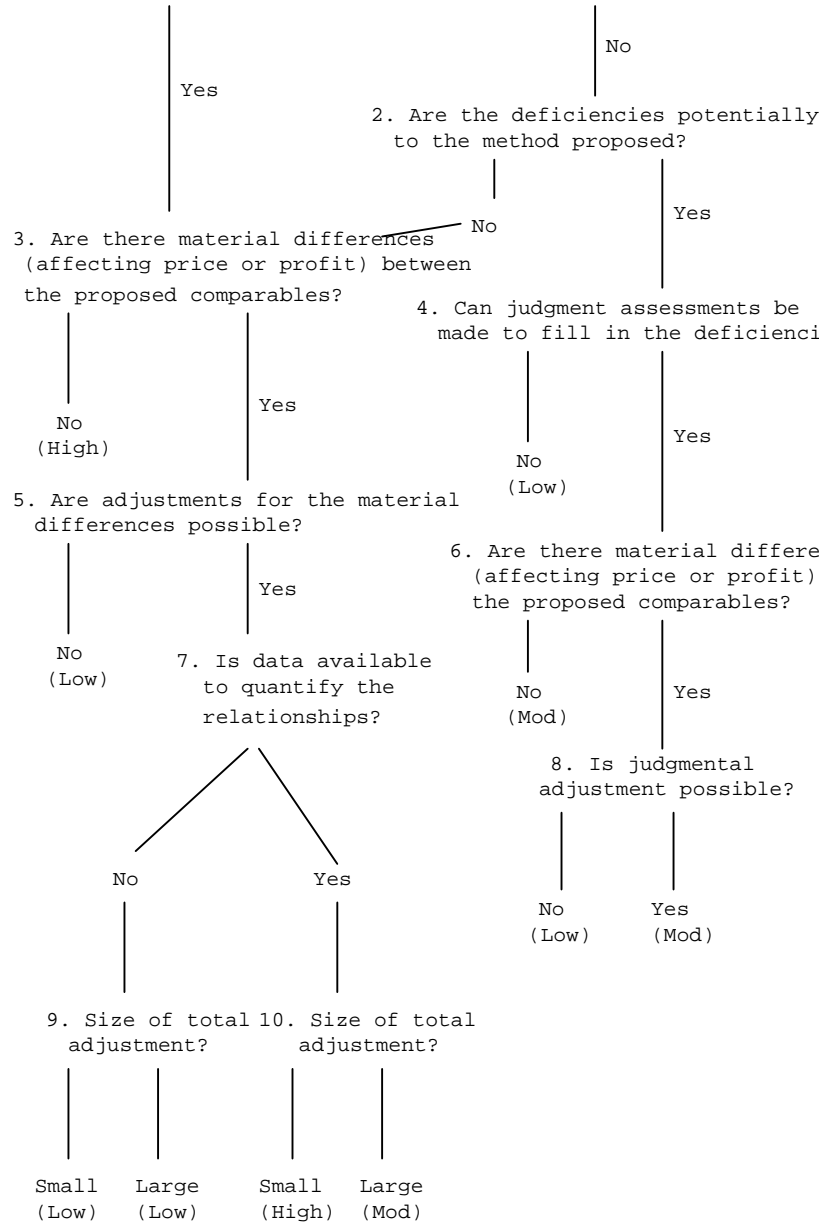 No
Yes
2. Are the deficiencies potentially
to the method proposed?
No
Yes
3. Are there material differences
(affecting price or profit) between
the proposed comparables?
4. Can judgment assessments be
made to fill in the deficienci
No
(High)
Yes
No
(Low)
Yes
5. Are adjustments for the material
differences possible?
6. Are there material differe
(affecting price or profit)
the proposed comparables?
No
(Low)
Yes
7. Is data available
to quantify the
relationships?
No
(Mod)
Yes
8. Is judgmental
adjustment possible?
No
Yes
No
(Low)
Yes
(Mod)
9. Size of total
adjustment?
10. Size of total
adjustment?
Small
(Low)
Large
(Low)
Small
(High)
Large
(Mod)